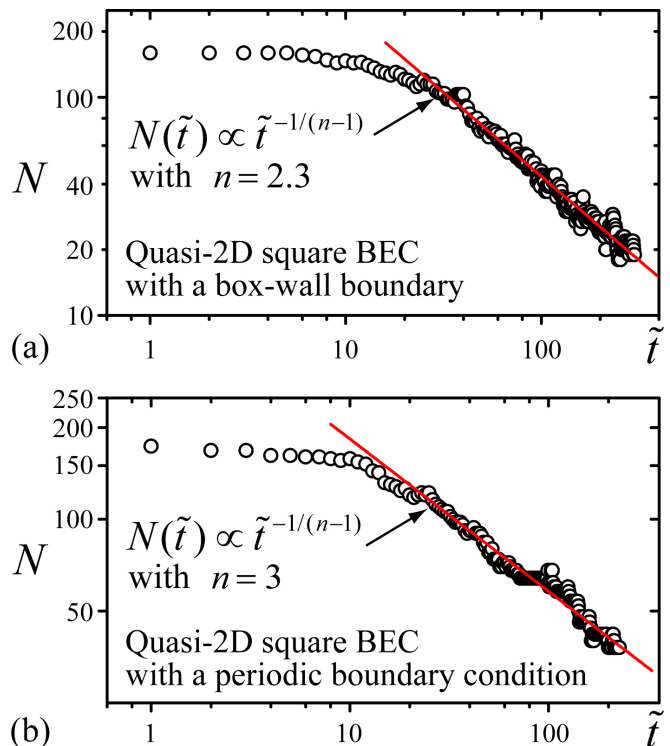 200
100
N(t̃) ∝ t̃^{-1/(n-1)}
with n = 2.3
N
40
20
Quasi-2D square BEC
with a box-wall boundary
10
(a)
1 10 100 t̃
250
200
150
100
N(t̃) ∝ t̃^{-1/(n-1)}
with n = 3
N
50
Quasi-2D square BEC
with a periodic boundary condition
(b)
1 10 100 t̃